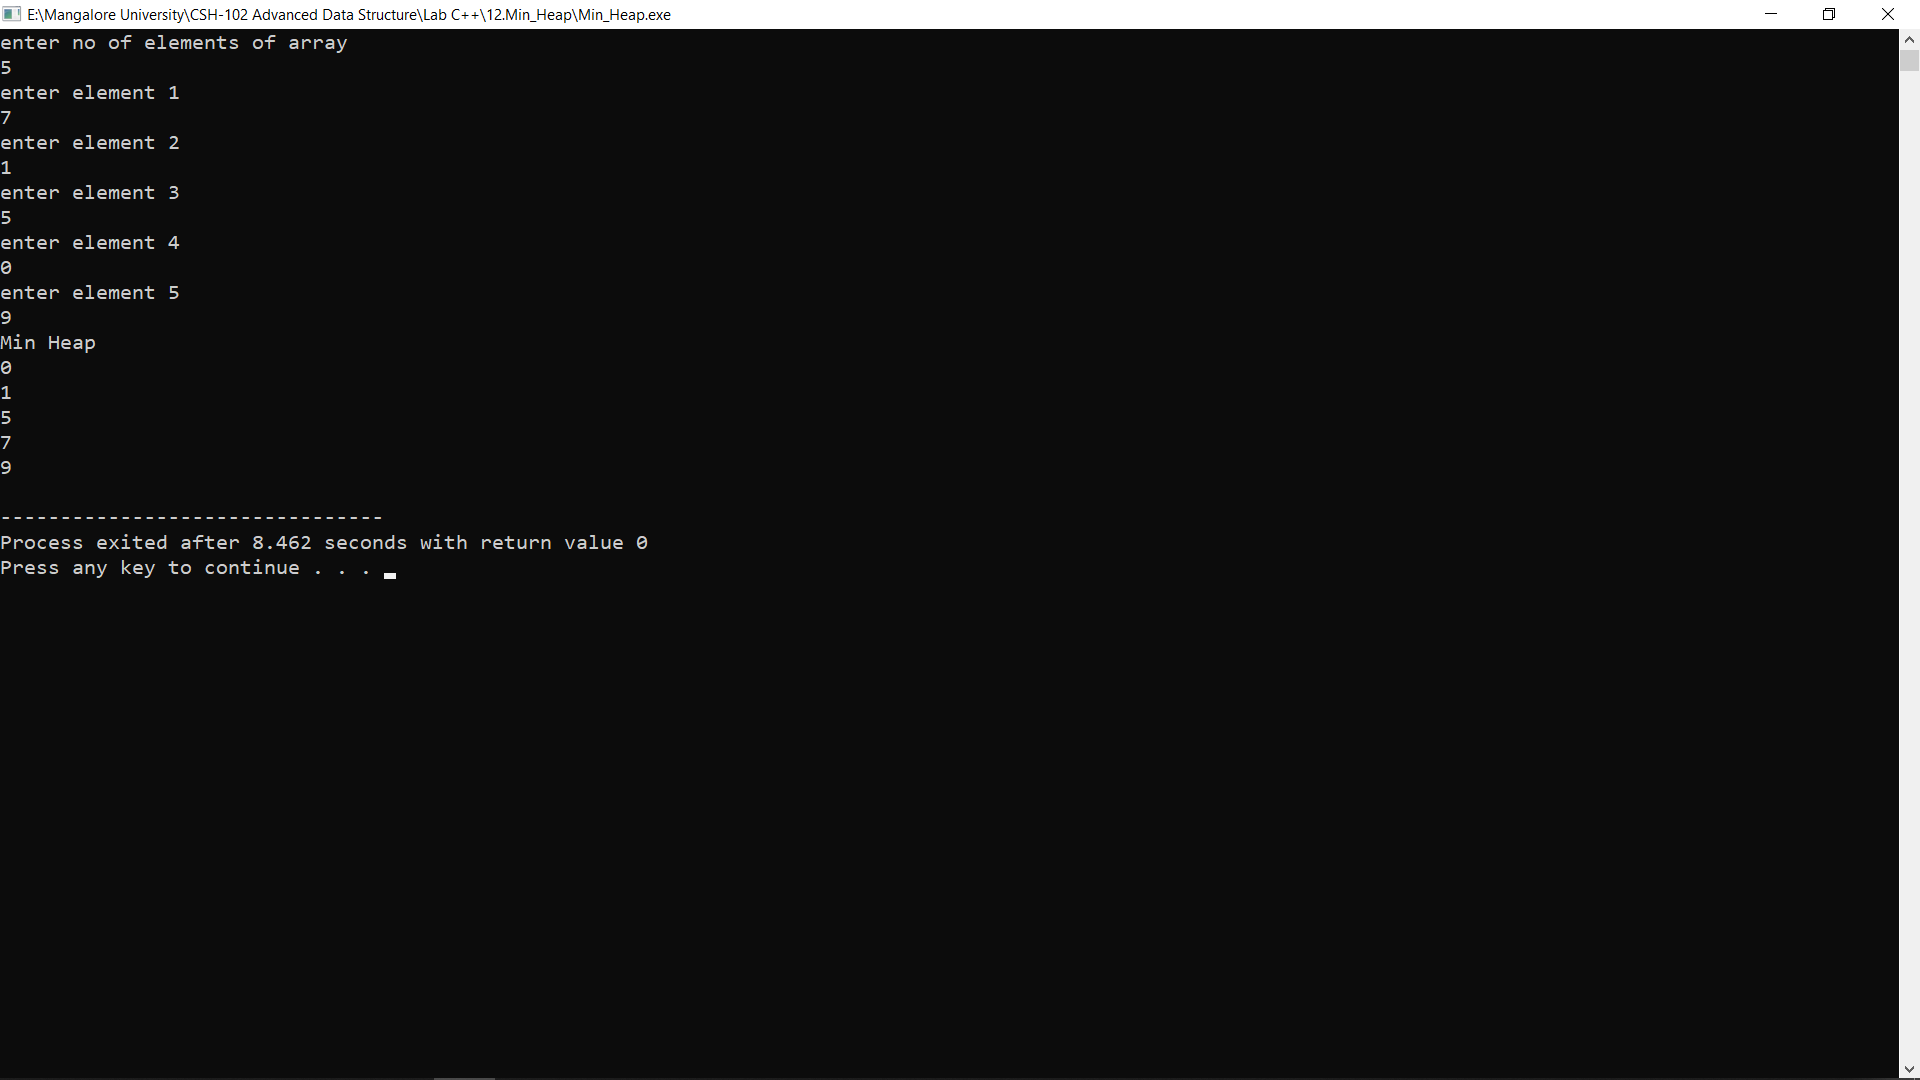 E:\Mangalore University\CSH-102 Advanced Data Structure\Lab C++\12.Min_Heap\Min_Heap.exe
enter no of elements of array
5
enter element 1
7
enter element 2
1
enter element 3
5
enter element 4
0
enter element 5
9
Min Heap
0
1
5
7
9
--------------------------------
Process exited after 8.462 seconds with return value 0
Press any key to continue . . .